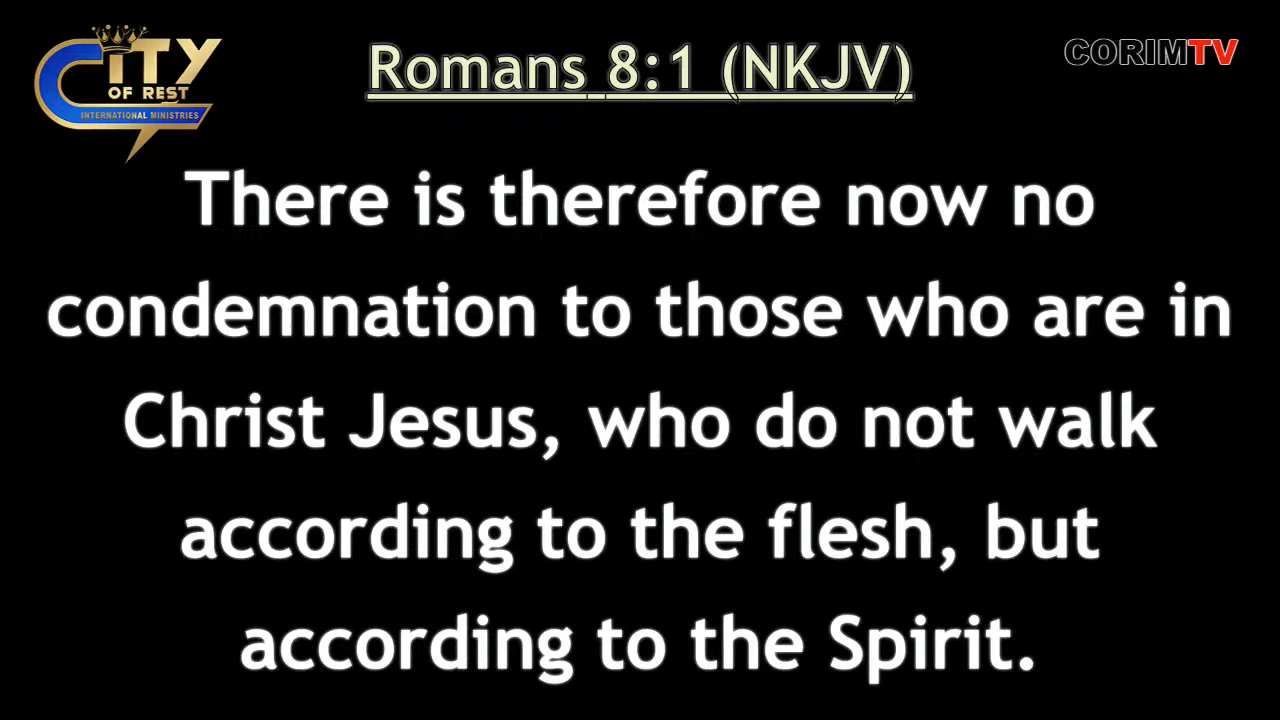 CITY
OF REST
INTERNATIONAL MINISTRIES
Romans 8:1 (NKJV)
CORIMTV
There is therefore now no
condemnation to those who are in
Christ Jesus, who do not walk
according to the flesh, but
according to the Spirit.